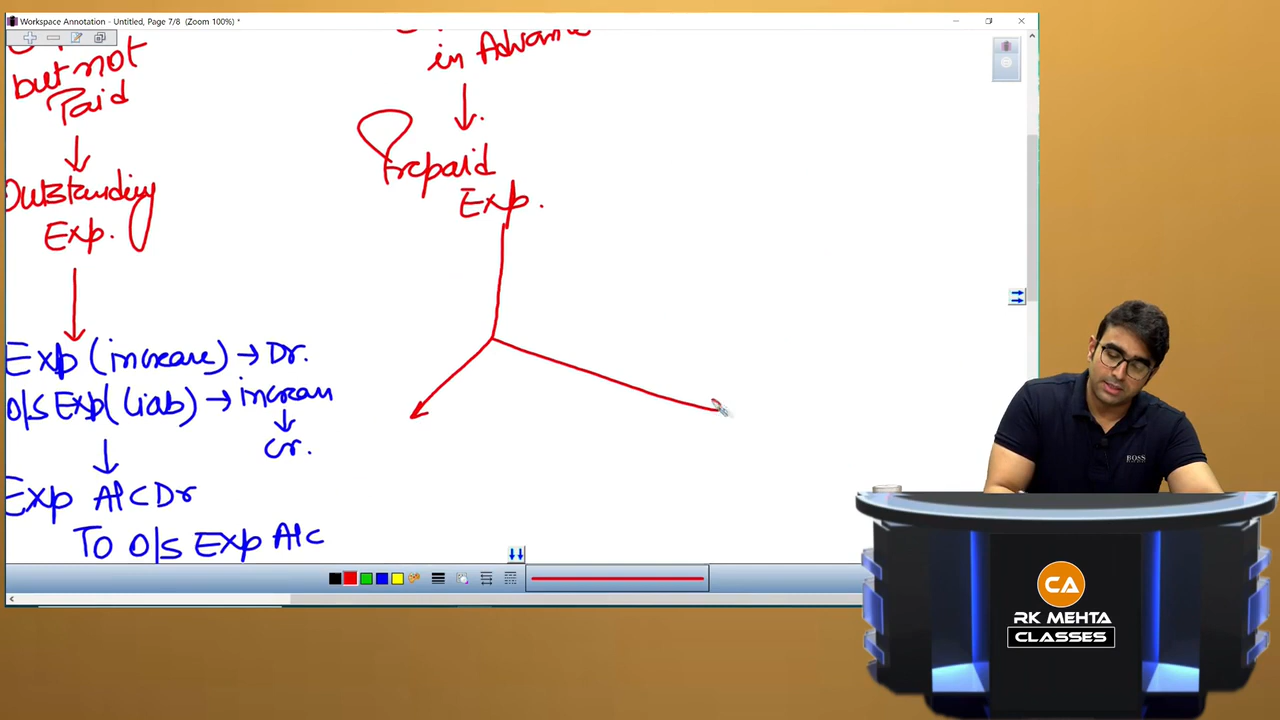 Workspace Annotation - Untitled, Page 7/8 (Zoom 100%) *
but not
Paid
Outstanding
Exp.
Exp (increase) → Dr.
O/S Exp (liab) → increase
Cr.
Exp A/C Dr
To O/S Exp A/C
in Advance
Prepaid
Exp.
BOSS
CA
RK MEHTA
CLASSES